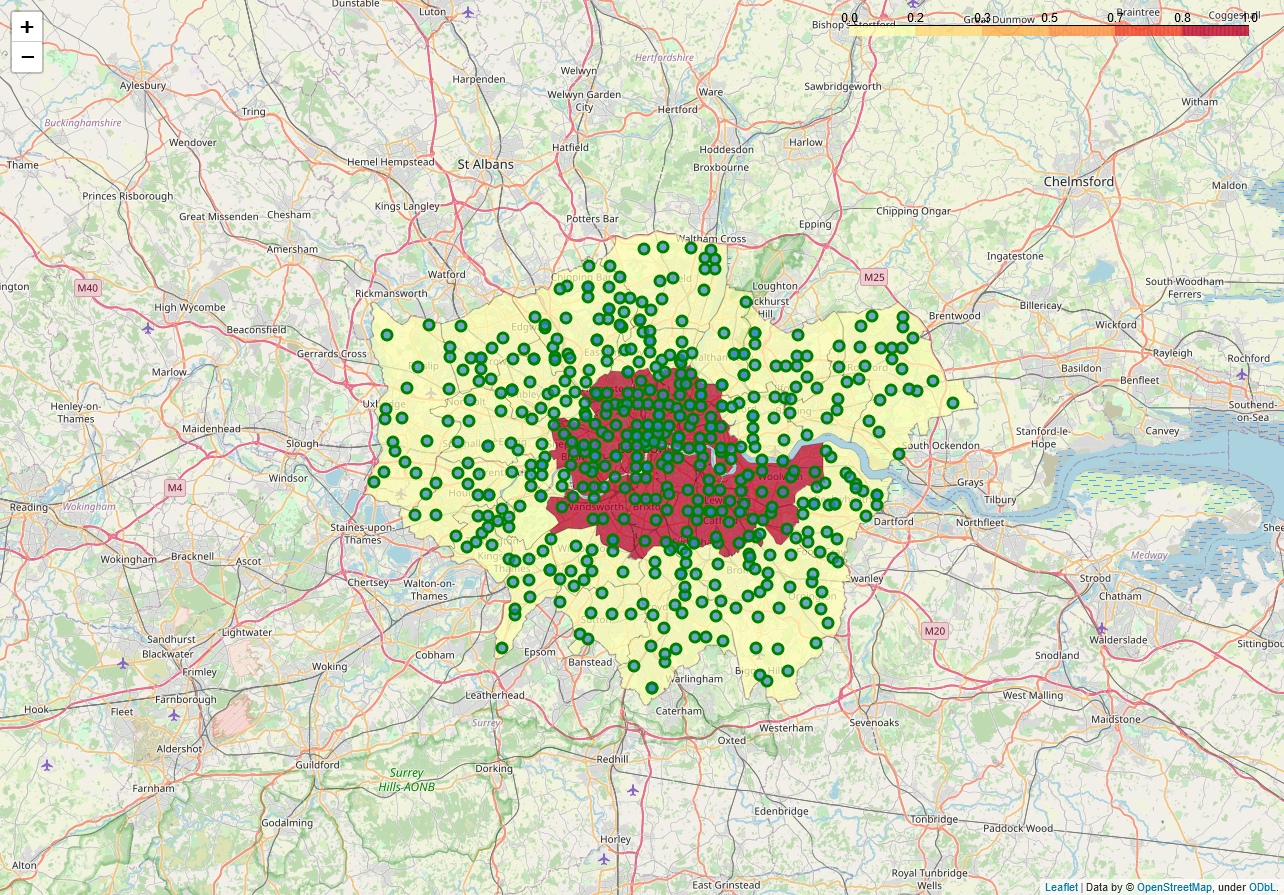 +
−
Dunstable
Luton
Braintree
Great Dunmow
0.0
0.2
0.3
0.5
0.7
0.8
1.0
Welwyn
Hertfordshire
Harpenden
Aylesbury
Ware
Sawbridgeworth
Welwyn Garden
City
Hertford
Witham
Tring
Buckinghamshire
Wendover
Hatfield
Hoddesdon
Harlow
Thame
Hemel Hempstead
St Albans
Broxbourne
Chelmsford
Maldon
Princes Risborough
Kings Langley
Great Missenden
Chesham
Potters Bar
Chipping Ongar
Epping
Amersham
Waltham Cross
Ingatestone
Watford
M25
M40
Loughton
South Woodham
Ferrers
Rickmansworth
High Wycombe
Billericay
Brentwood
Wickford
Beaconsfield
Gerrards Cross
Rayleigh
Rochford
Marlow
Basildon
Benfleet
Henley-on-
Thames
Southend-
on-Sea
Maidenhead
Stanford-le-
Hope
Canvey
Slough
South Ockendon
Windsor
M4
Grays
Woolwich
Tilbury
Reading
Wokingham
Wandsworth
Brixton
Staines-upon-
Thames
Dartford
Northfleet
Wokingham
Bracknell
Ascot
Medway
Chertsey
Walton-on-
Thames
Strood
Chatham
M20
Lightwater
Sandhurst
Blackwater
Cobham
Epsom
Banstead
Walderslade
Snodland
Woking
Frimley
Farnborough
Leatherhead
Warlingham
West Malling
Hook
Fleet
Surrey
Caterham
Sevenoaks
Maidstone
Westerham
Aldershot
Oxted
Redhill
Guildford
Dorking
Surrey
Hills AONB
Farnham
Edenbridge
Tonbridge
Godalming
Paddock Wood
Horley
Alton
Royal Tunbridge
Wells
East Grinstead
Leaflet | Data by © OpenStreetMap, under ODbL.